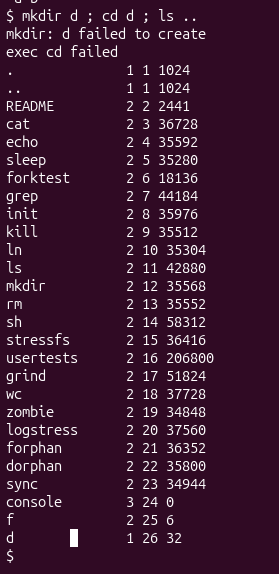 $ mkdir d ; cd d ; ls ..
mkdir: d failed to create
exec cd failed
. 1 1 1024
.. 1 1 1024
README 2 2 2441
cat 2 3 36728
echo 2 4 35592
sleep 2 5 35280
forktest 2 6 18136
grep 2 7 44184
init 2 8 35976
kill 2 9 35512
ln 2 10 35304
ls 2 11 42880
mkdir 2 12 35568
rm 2 13 35552
sh 2 14 58312
stressfs 2 15 36416
usertests 2 16 206800
grind 2 17 51824
wc 2 18 37728
zombie 2 19 34848
logstress 2 20 37560
forphan 2 21 36352
dorphan 2 22 35800
sync 2 23 34944
console 3 24 0
f 2 25 6
d 1 26 32
$